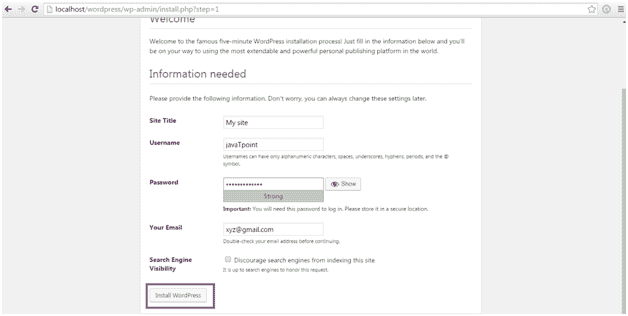 localhost/wordpress/wp-admin/install.php?step=1
Welcome
Welcome to the famous five-minute WordPress installation process! Just fill in the information below and you'll
be on your way to using the most extendable and powerful personal publishing platform in the world.
Information needed
Please provide the following information. Don't worry, you can always change these settings later.
Site Title My site
Username javaTpoint
Usernames can have only alphanumeric characters, spaces, underscores, hyphens, periods, and the @
symbol.
Password ••••••••••••• Show
Strong
Important: You will need this password to log in. Please store it in a secure location.
Your Email xyz@gmail.com
Double-check your email address before continuing.
Search Engine Discourage search engines from indexing this site
Visibility It is up to search engines to honor this request.
Install WordPress